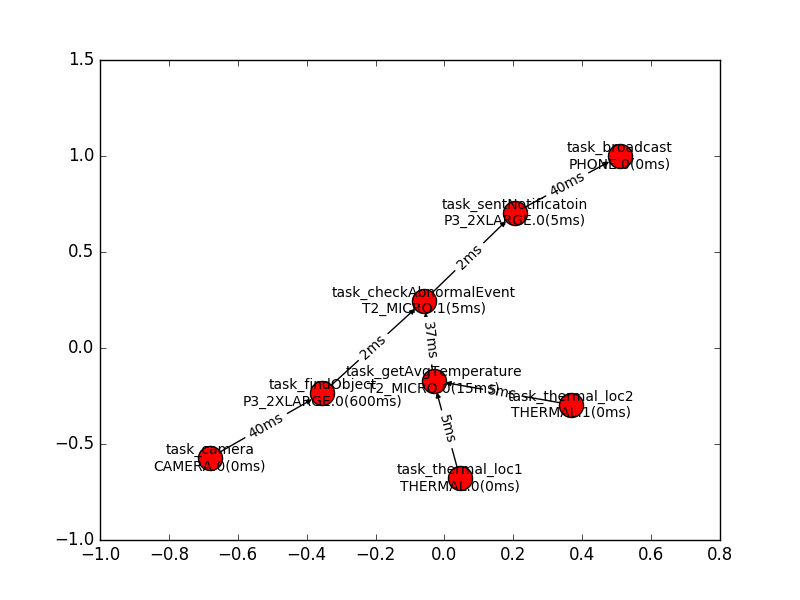 1.5
1.0
0.5
0.0
−0.5
−1.0
−1.0
−0.8
−0.6
−0.4
−0.2
0.0
0.2
0.4
0.6
0.8
task_broadcast
PHONE.0(0ms)
40ms
task_sentNotificatoin
P3_2XLARGE.0(5ms)
2ms
task_checkAbnormalEvent
T2_MICRO.1(5ms)
37ms
2ms
task_getAvgTemperature
T2_MICRO.0(15ms)
5ms
task_findObject
P3_2XLARGE.0(600ms)
task_thermal_loc2
THERMAL.1(0ms)
40ms
5ms
task_camera
CAMERA.0(0ms)
task_thermal_loc1
THERMAL.0(0ms)